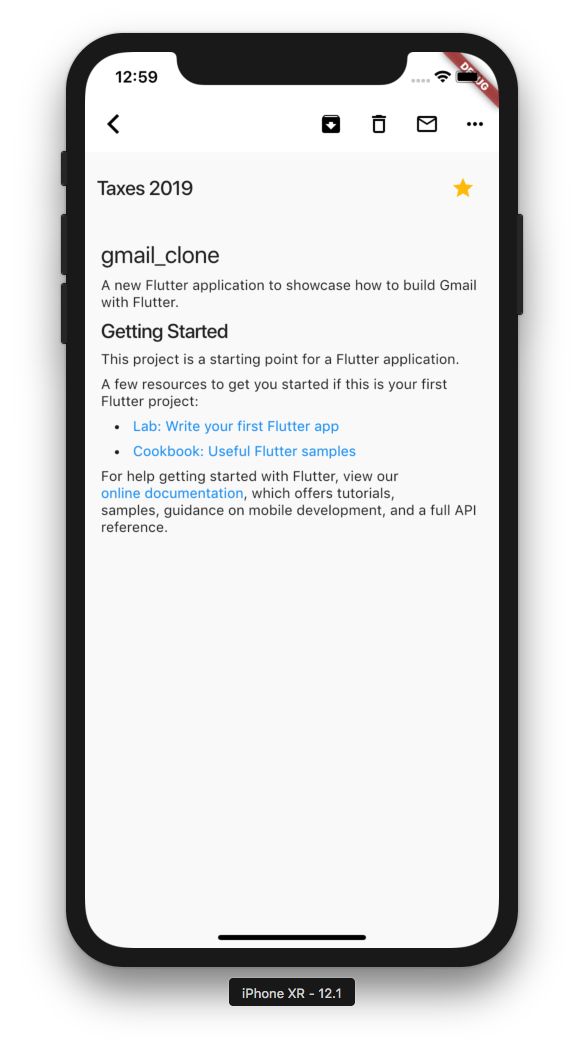 12:59
DEBUG
Taxes 2019
gmail_clone
A new Flutter application to showcase how to build Gmail
with Flutter.
Getting Started
This project is a starting point for a Flutter application.
A few resources to get you started if this is your first
Flutter project:
• Lab: Write your first Flutter app
• Cookbook: Useful Flutter samples
For help getting started with Flutter, view our
online documentation, which offers tutorials,
samples, guidance on mobile development, and a full API
reference.
iPhone XR - 12.1